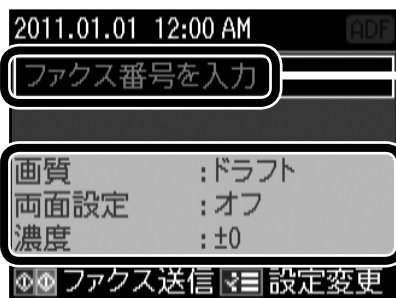 2011.01.01 12:00 AM ADF
ファクス番号を入力
画質 :ドラフト
両面設定 :オフ
濃度 :±0
ファクス送信 設定変更